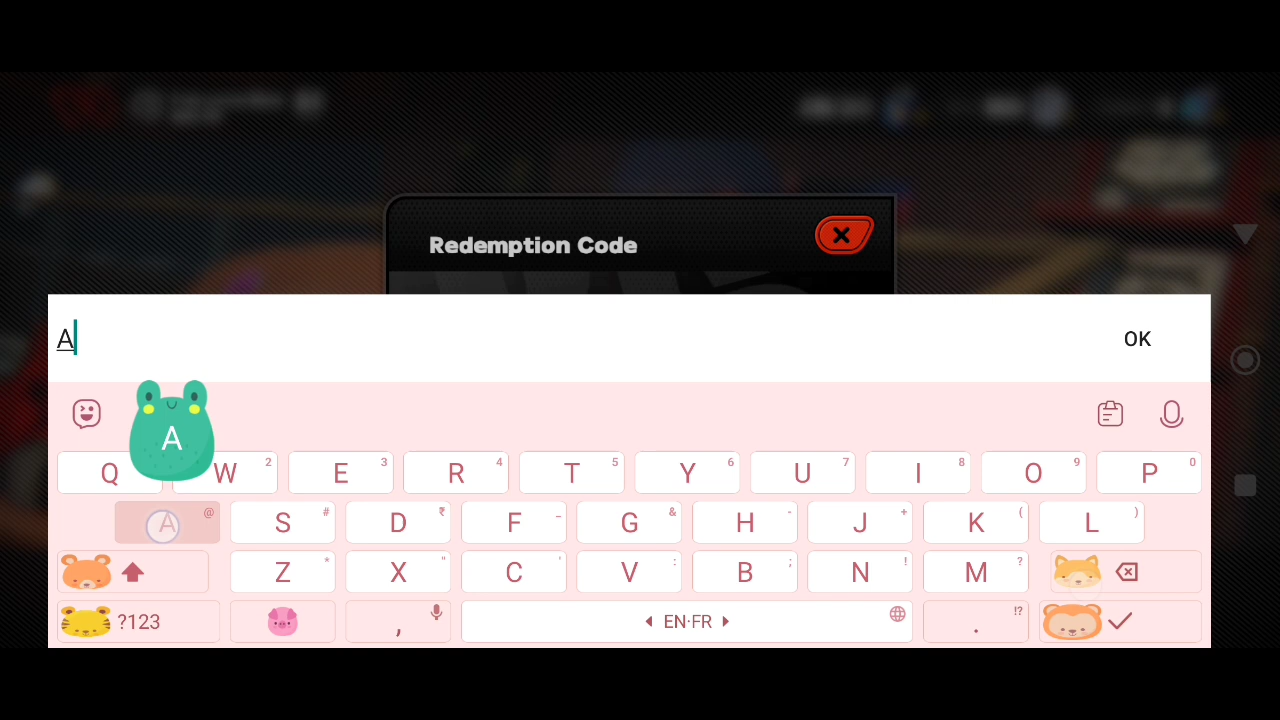 Redemption Code
A
OK
A
Q W 2 E 3 R 4 T 5 Y 6 U 7 I 8 O 9 P 0
A @ S # D ₹ F _ G & H - J + K ( L )
Z * X " C ' V : B ; N ! M ?
?123 , EN·FR . !?